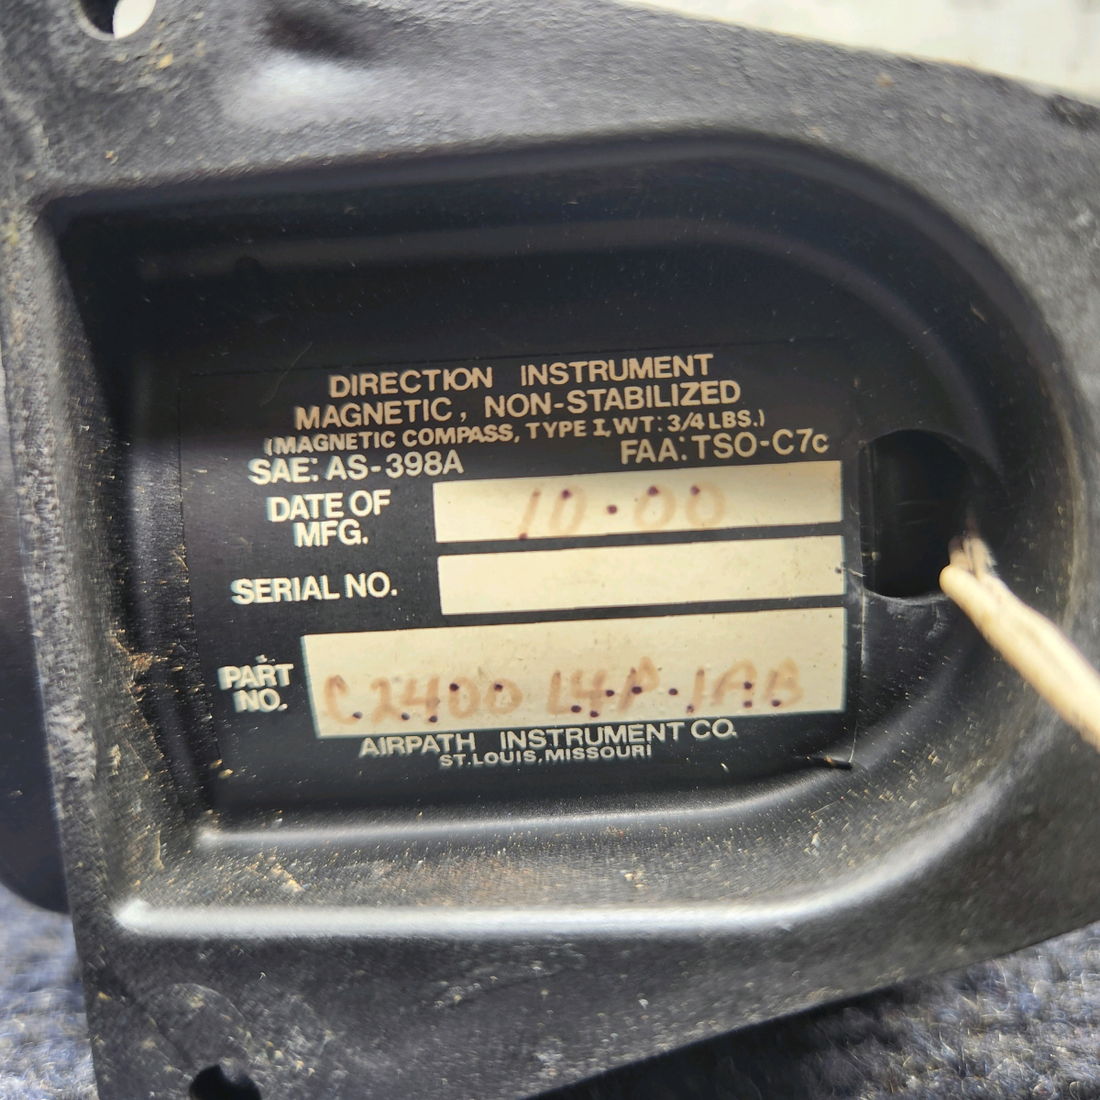 DIRECTION INSTRUMENT
MAGNETIC, NON-STABILIZED
(MAGNETIC COMPASS, TYPE I, WT: 3/4 LBS.)
SAE: AS-398A FAA: TSO-C7c
DATE OF MFG. 10·00
SERIAL NO.
PART NO. C2400 L4P 1AB
AIRPATH INSTRUMENT CO.
ST. LOUIS, MISSOURI